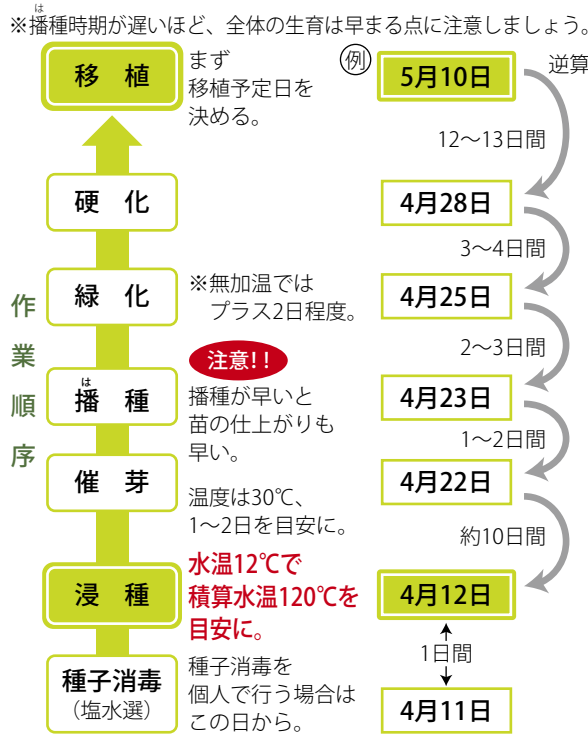 は
※播種時期が遅いほど、全体の生育は早まる点に注意しましょう。
移 植
まず
移植予定日を
決める。
例
5月10日
逆算
12〜13日間
硬 化
4月28日
3〜4日間
緑 化
※無加温では
プラス2日程度。
4月25日
2〜3日間
作業順序
は
播 種
注意!!
播種が早いと
苗の仕上がりも
早い。
4月23日
1〜2日間
催 芽
温度は30℃、
1〜2日を目安に。
4月22日
約10日間
浸 種
水温12℃で
積算水温120℃を
目安に。
4月12日
1日間
種子消毒
（塩水選）
種子消毒を
個人で行う場合は
この日から。
4月11日